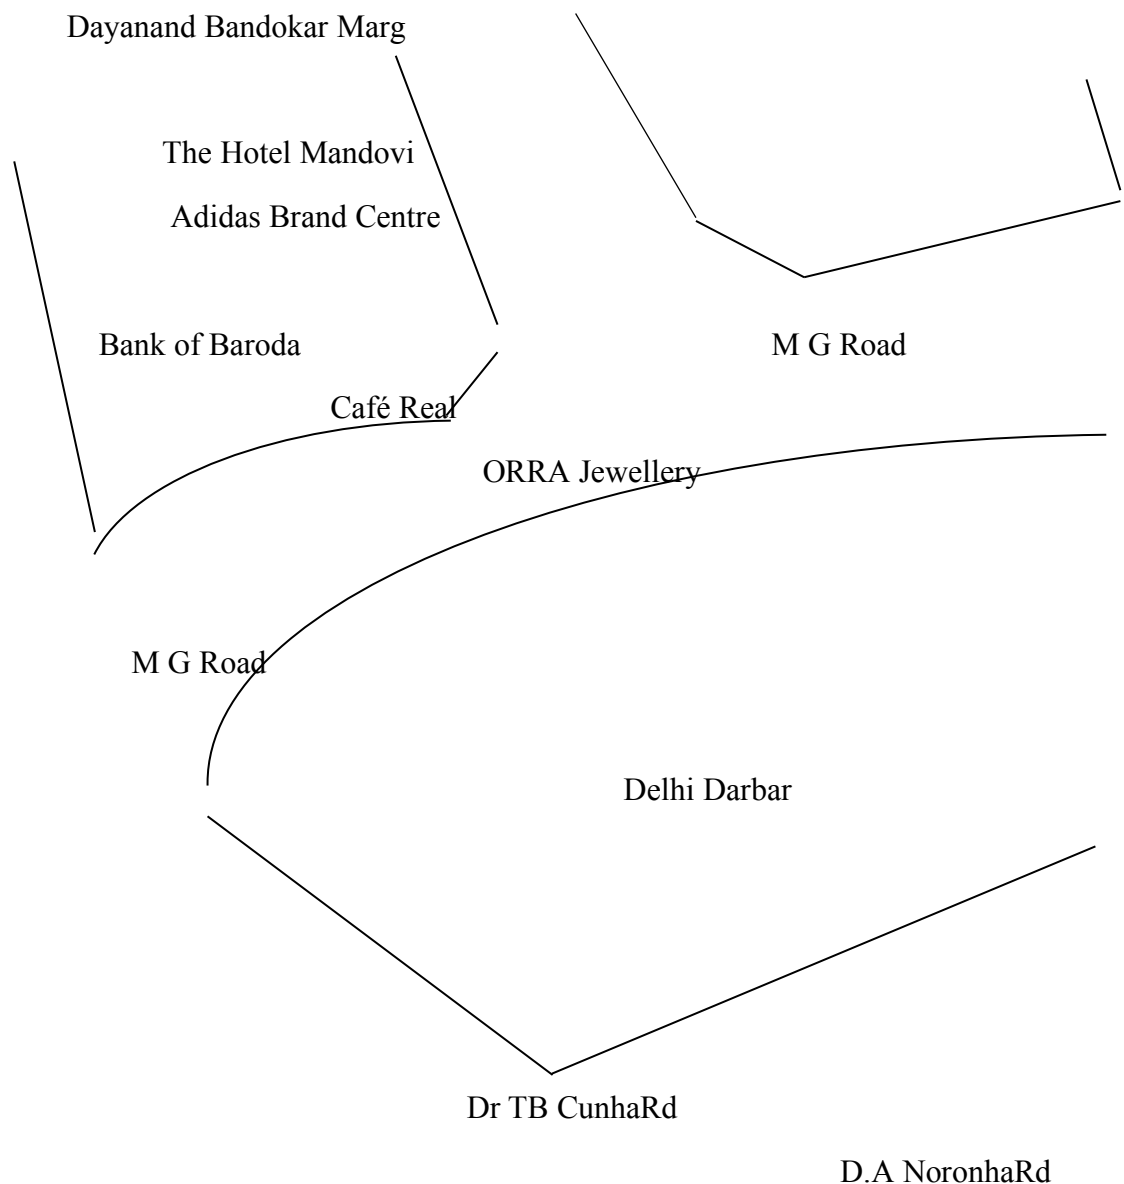 Dayanand Bandokar Marg
The Hotel Mandovi
Adidas Brand Centre
Bank of Baroda
M G Road
Café Real
ORRA Jewellery
M G Road
Delhi Darbar
Dr TB CunhaRd
D.A NoronhaRd